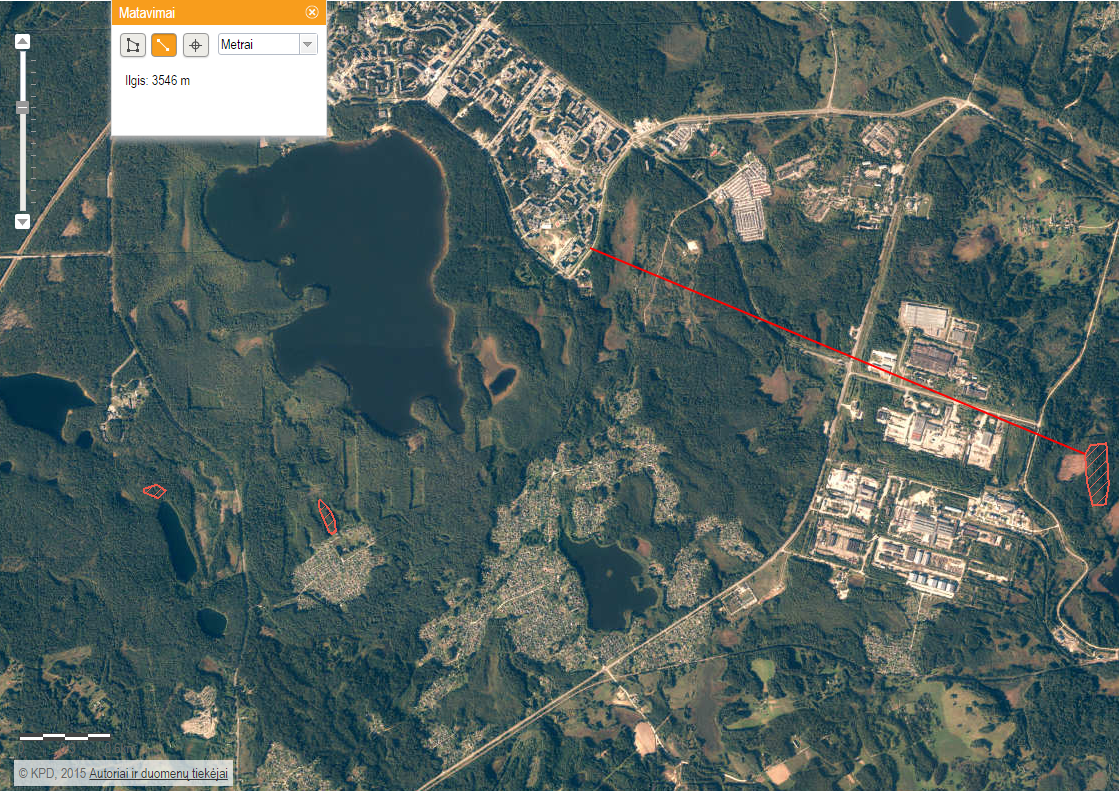 Matavimai
Metrai
Ilgis: 3546 m
© KPD, 2015 Autoriai ir duomenų tiekėjai